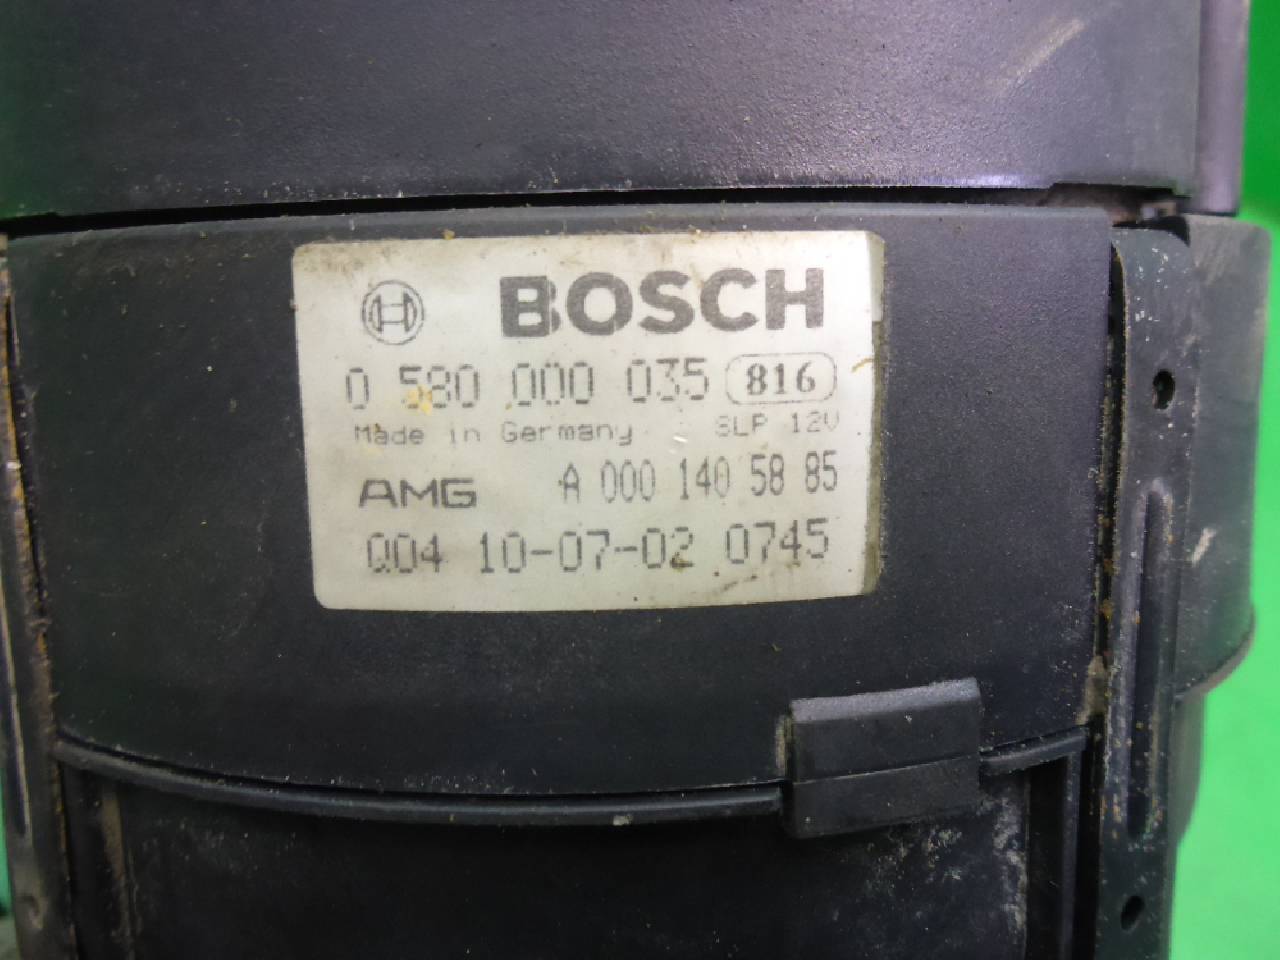 BOSCH
0 580 000 035 816
Made in Germany SLP 12V
AMG A 000 140 58 85
Q04 10-07-02 0745